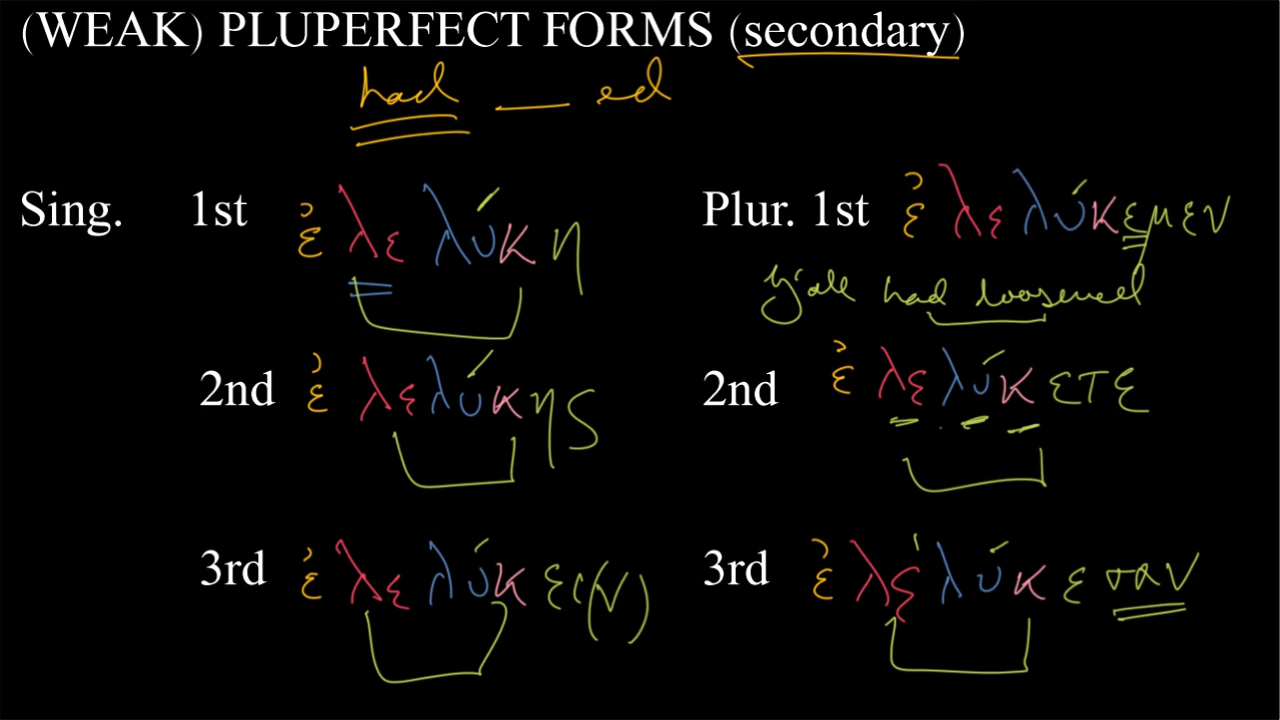 (WEAK) PLUPERFECT FORMS (secondary)
had ___ ed
Sing. 1st ἐλελύκη
Plur. 1st ἐλελύκεμεν
y'all had loosened
2nd ἐλελύκης
2nd ἐλελύκετε
3rd ἐλελύκει(ν)
3rd ἐλελύκεσαν